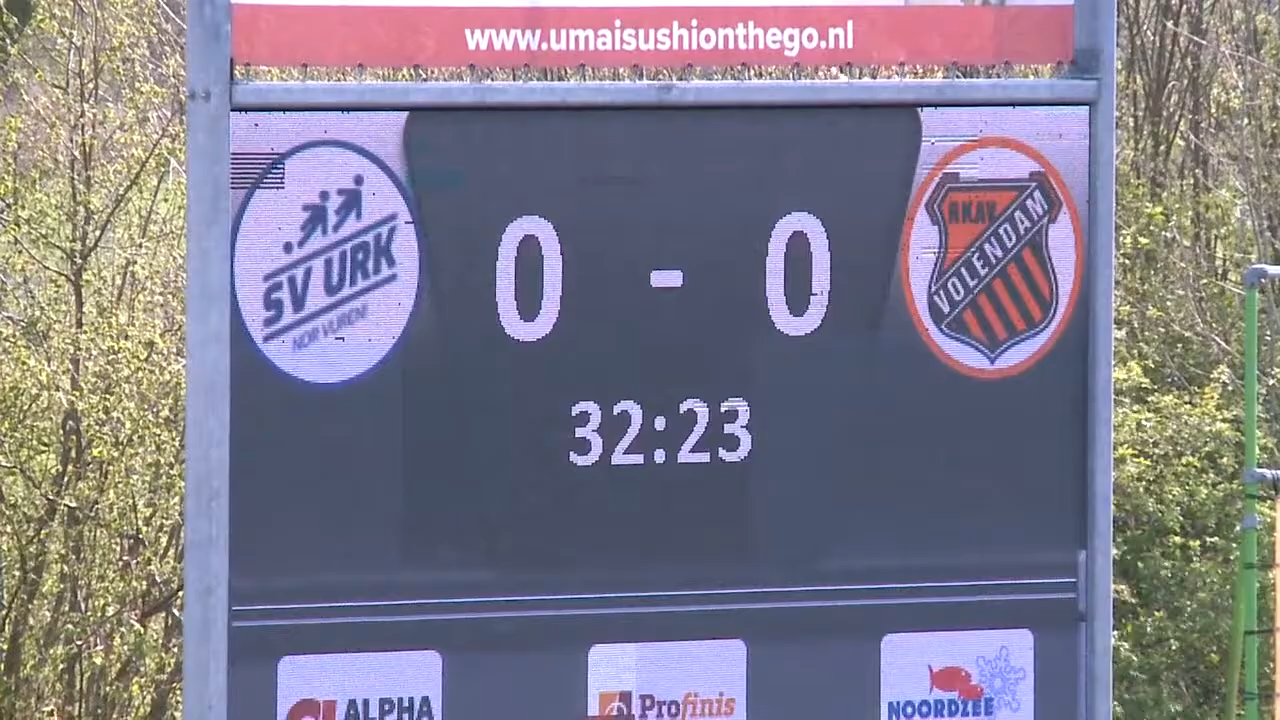 www.umaisushionthego.nl
SV URK
0 - 0
RKAV
VOLENDAM
32:23
ALPHA
Profinis
NOORDZEE